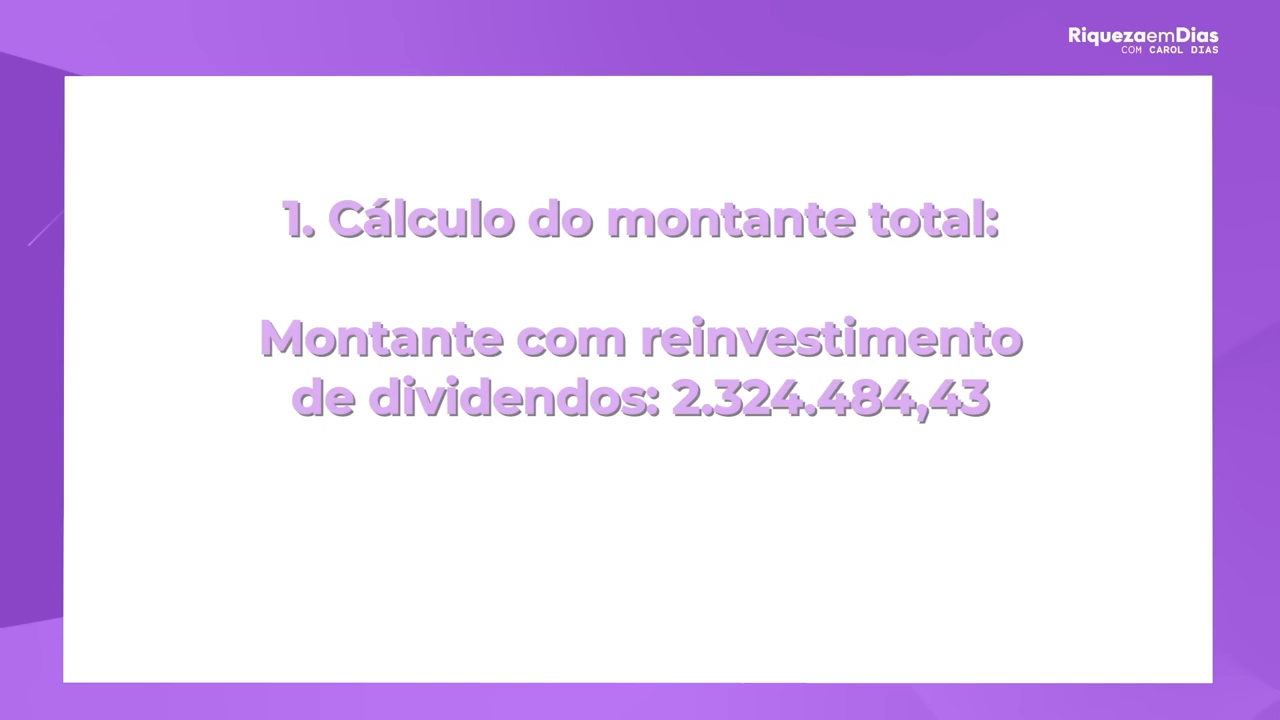 RiquezaemDias
COM CAROL DIAS
1. Cálculo do montante total:
Montante com reinvestimento
de dividendos: 2.324.484,43